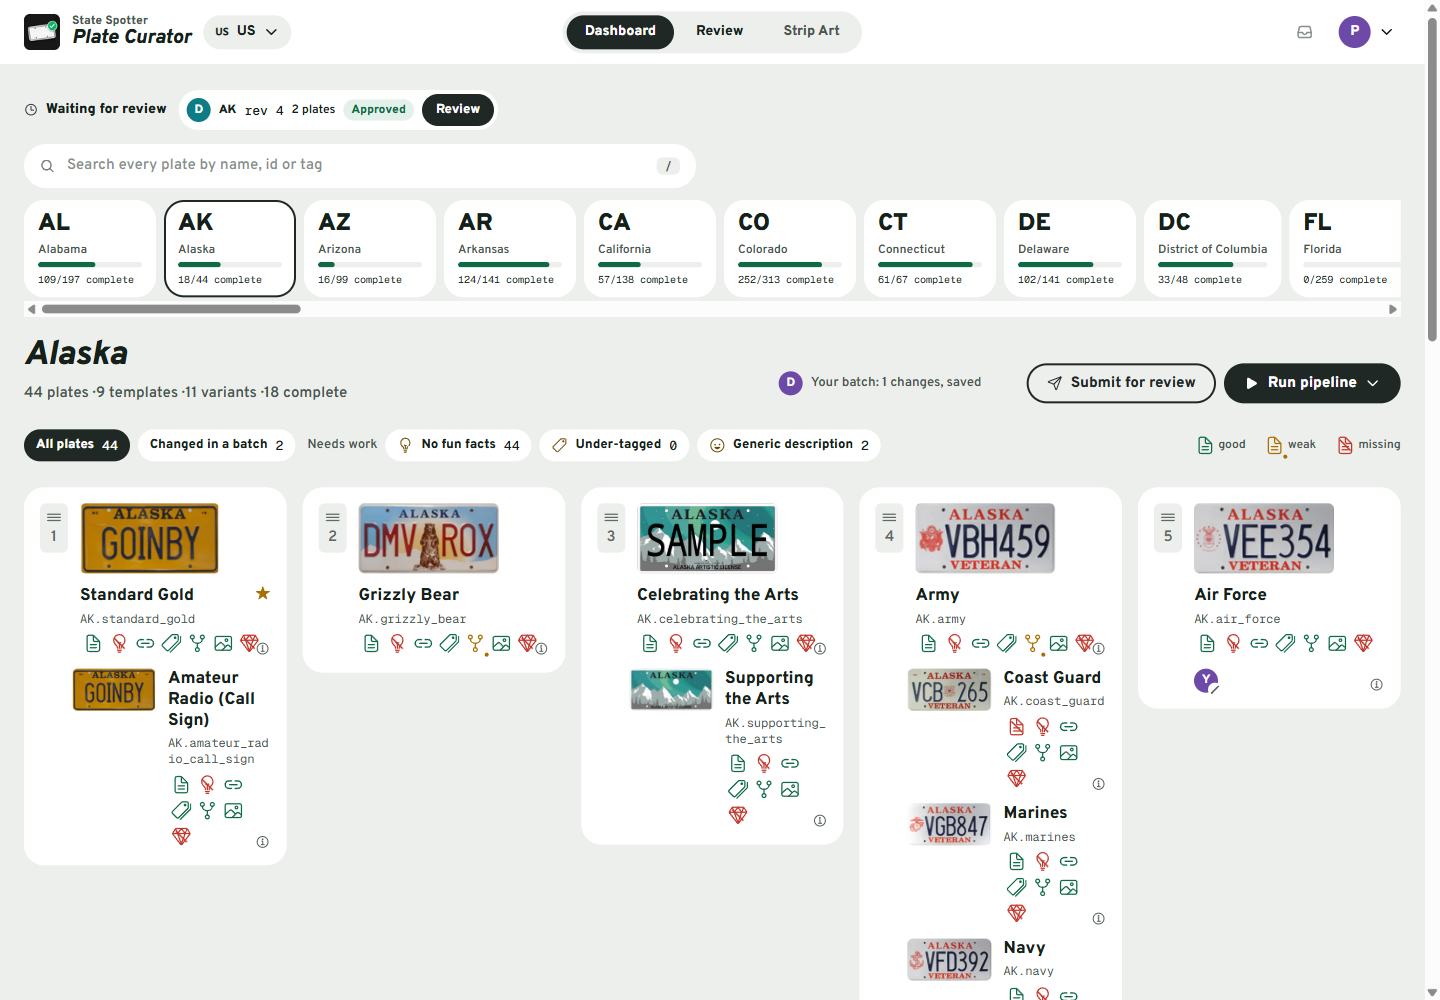 State Spotter
Plate Curator
US US
Dashboard
Review
Strip Art
P
Waiting for review
D AK rev 4 2 plates Approved Review
Search every plate by name, id or tag /
AL
Alabama
109/197 complete
AK
Alaska
18/44 complete
AZ
Arizona
16/99 complete
AR
Arkansas
124/141 complete
CA
California
57/138 complete
CO
Colorado
252/313 complete
CT
Connecticut
61/67 complete
DE
Delaware
102/141 complete
DC
District of Columbia
33/48 complete
FL
Florida
0/259 complete
Alaska
44 plates ·9 templates ·11 variants ·18 complete
D Your batch: 1 changes, saved
Submit for review
Run pipeline
All plates 44
Changed in a batch 2
Needs work
No fun facts 44
Under-tagged 0
Generic description 2
good
weak
missing
1
ALASKA
GOINBY
Standard Gold
AK.standard_gold
GOINBY
Amateur
Radio (Call
Sign)
AK.amateur_rad
io_call_sign
2
ALASKA
DMV ROX
Grizzly Bear
AK.grizzly_bear
3
ALASKA
SAMPLE
ALASKA ARTISTIC LICENSE
Celebrating the Arts
AK.celebrating_the_arts
ALASKA
Supporting
the Arts
AK.supporting_
the_arts
4
ALASKA
VBH459
VETERAN
Army
AK.army
ALASKA
VCB 265
VETERAN
Coast Guard
AK.coast_guard
ALASKA
VGB847
VETERAN
Marines
AK.marines
ALASKA
VFD392
VETERAN
Navy
AK.navy
5
ALASKA
VEE354
VETERAN
Air Force
AK.air_force
Y